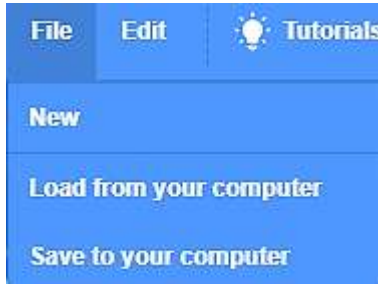 File Edit Tutorials
New
Load from your computer
Save to your computer